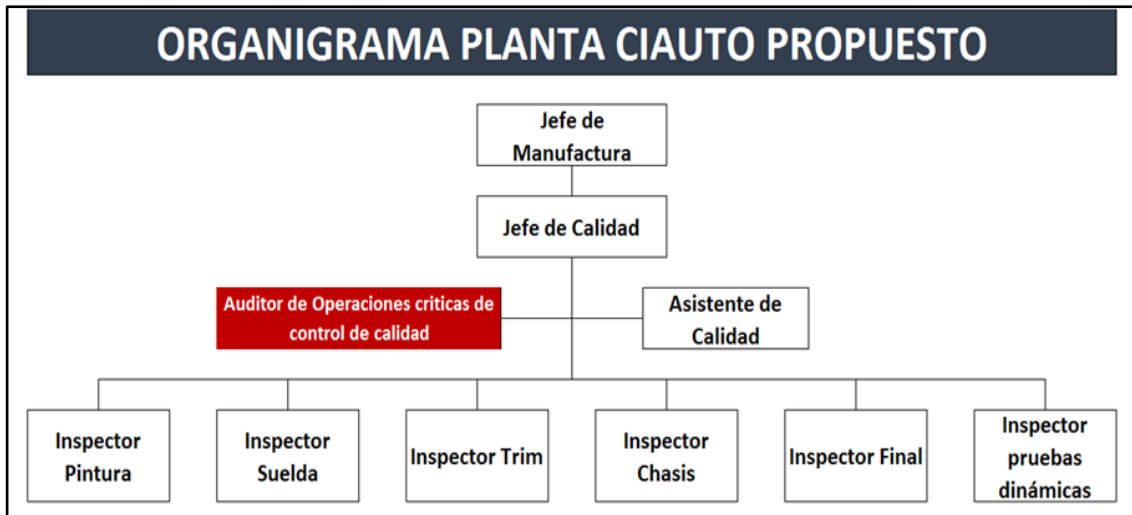 ORGANIGRAMA PLANTA CIAUTO PROPUESTO
Jefe de
Manufactura
Jefe de Calidad
Auditor de Operaciones criticas de
control de calidad
Asistente de
Calidad
Inspector
Pintura
Inspector
Suelda
Inspector Trim
Inspector
Chasis
Inspector Final
Inspector
pruebas
dinámicas